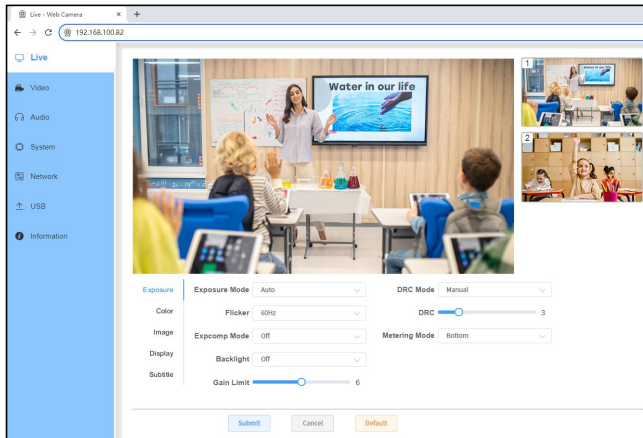 Live - Web Camera
192.168.100.82
Live
Video
Audio
System
Network
USB
Information
Water in our life
1
2
Exposure
Color
Image
Display
Subtitle
Exposure Mode Auto
Flicker 60Hz
Expcomp Mode Off
Backlight Off
Gain Limit 6
DRC Mode Manual
DRC 3
Metering Mode Bottom
Submit Cancel Default